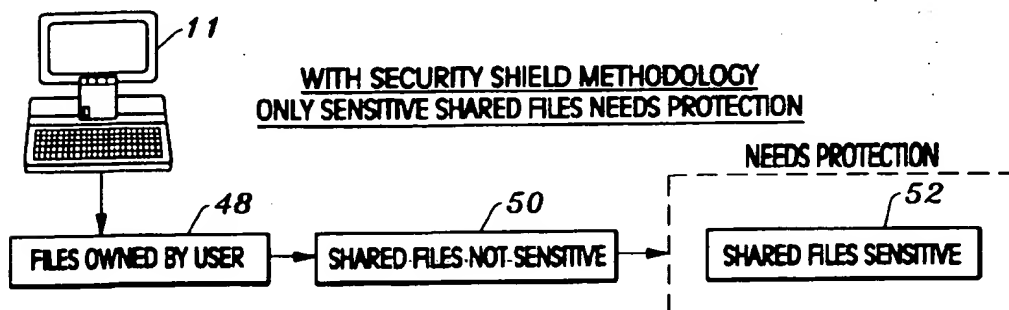 11
WITH SECURITY SHIELD METHODOLOGY
ONLY SENSITIVE SHARED FILES NEEDS PROTECTION
NEEDS PROTECTION
48
50
52
FILES OWNED BY USER
SHARED-FILES-NOT-SENSITIVE
SHARED FILES SENSITIVE